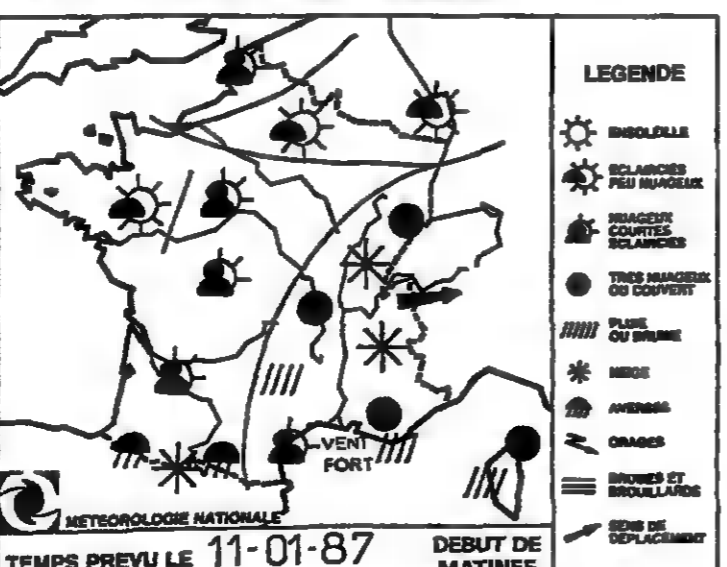 LEGENDE
ENSOLEILLE
ECLAIRCIES
PEU NUAGEUX
NUAGEUX
COURTES
ECLAIRCIES
TRES NUAGEUX
OU COUVERT
PLUIE
OU BRUINE
NEIGE
AVERSES
ORAGES
BRUMES ET
BROUILLARDS
SENS DE
DEPLACEMENT
VENT
FORT
METEOROLOGIE NATIONALE
TEMPS PREVU LE 11-01-87 DEBUT DE
MATINEE